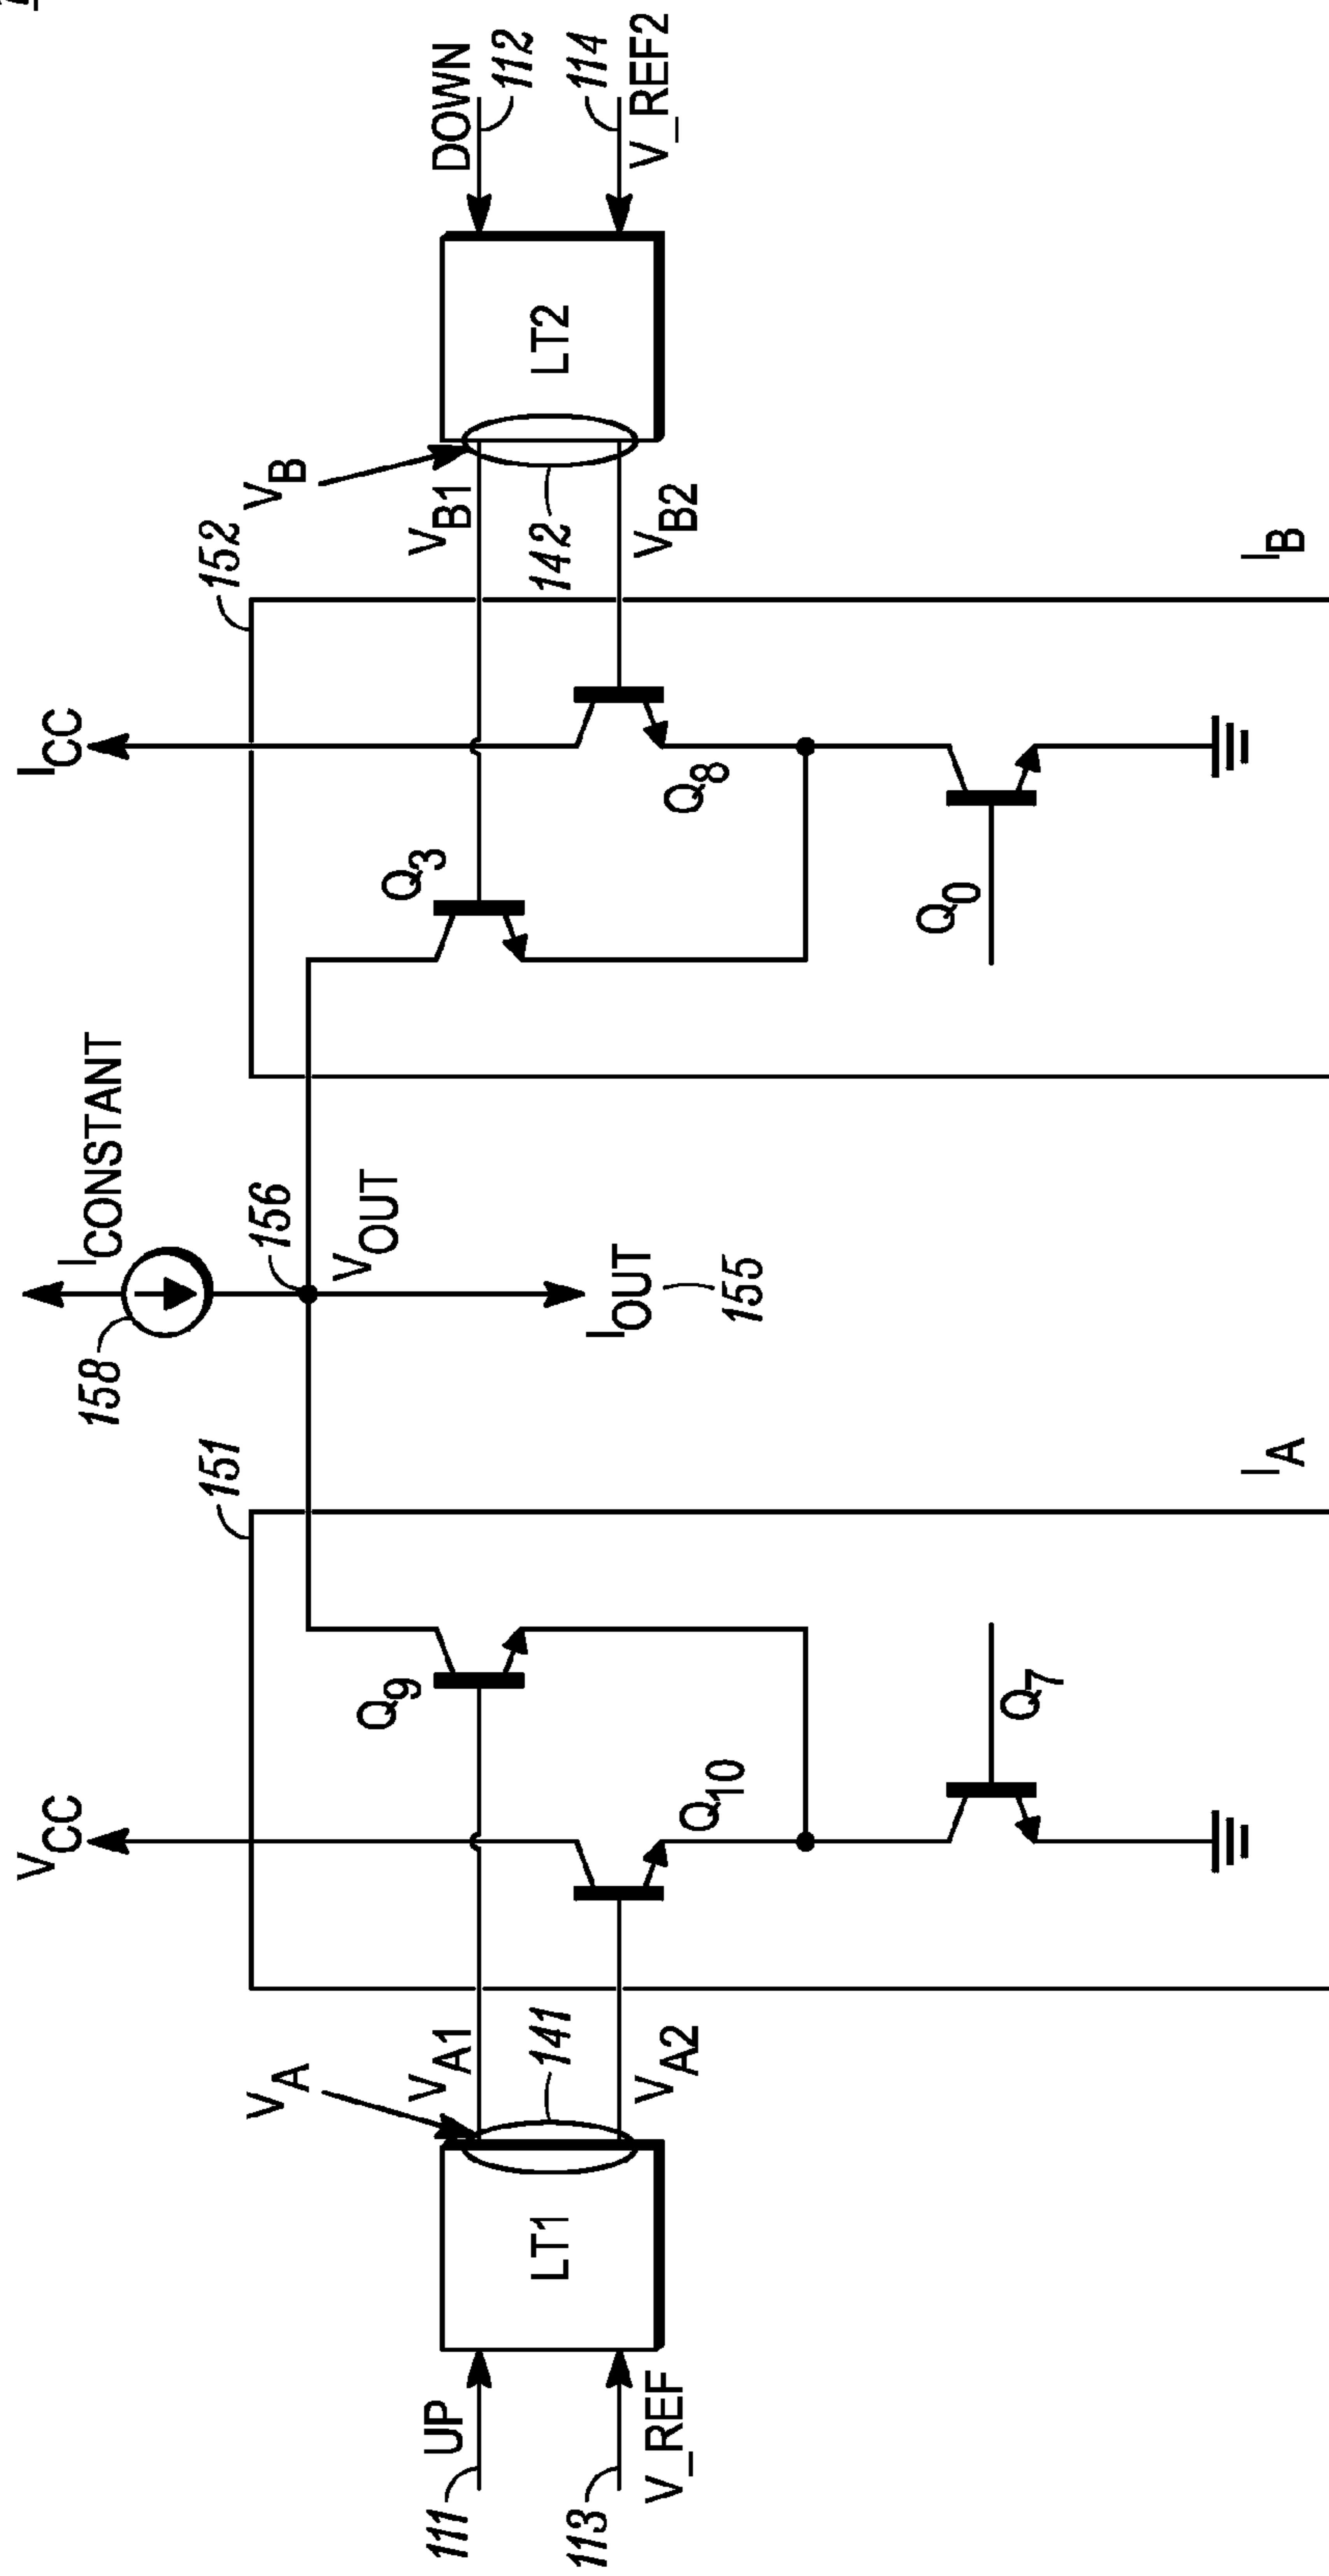 V_CC
I_CONSTANT
I_CC
158
151
156
152
V_A
V_OUT
V_B
UP
111
V_A1
Q_9
Q_3
V_B1
DOWN
112
LT1
141
142
LT2
113
V_REF
V_A2
Q_10
I_OUT
155
Q_8
V_B2
114
V_REF2
Q_7
Q_0
I_A
I_B